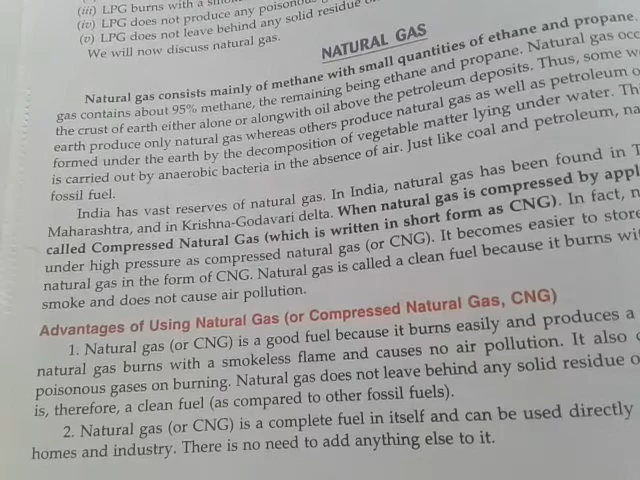 (iii) LPG burns with a
(iv) LPG does not produce any
(v) LPG does not leave behind any solid residue
We will now discuss natural gas.
NATURAL GAS
Natural gas consists mainly of methane with small quantities of ethane and propane.
gas contains about 95% methane, the remaining being ethane and propane. Natural gas
the crust of earth either alone or alongwith oil above the petroleum deposits. Thus, some
earth produce only natural gas whereas others produce natural gas as well as petroleum
formed under the earth by the decomposition of vegetable matter lying under water.
is carried out by anaerobic bacteria in the absence of air. Just like coal and petroleum,
fossil fuel.
India has vast reserves of natural gas. In India, natural gas has been found in
Maharashtra, and in Krishna-Godavari delta. When natural gas is compressed by
called Compressed Natural Gas (which is written in short form as CNG). In fact,
under high pressure as compressed natural gas (or CNG). It becomes easier to
natural gas in the form of CNG. Natural gas is called a clean fuel because it burns
smoke and does not cause air pollution.
Advantages of Using Natural Gas (or Compressed Natural Gas, CNG)
1. Natural gas (or CNG) is a good fuel because it burns easily and produces a
natural gas burns with a smokeless flame and causes no air pollution. It also
poisonous gases on burning. Natural gas does not leave behind any solid residue
is, therefore, a clean fuel (as compared to other fossil fuels).
2. Natural gas (or CNG) is a complete fuel in itself and can be used directly
homes and industry. There is no need to add anything else to it.